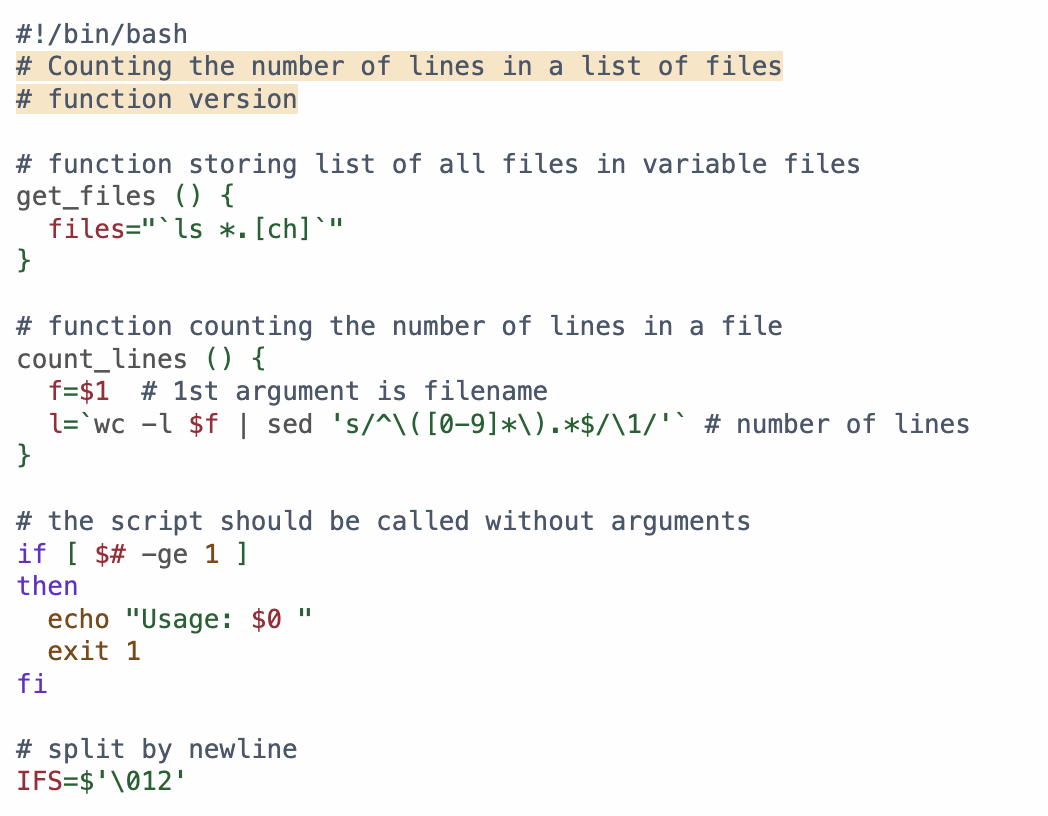 #!/bin/bash
# Counting the number of lines in a list of files
# function version
# function storing list of all files in variable files
get_files () {
  files="`ls *.[ch]`"
}
# function counting the number of lines in a file
count_lines () {
  f=$1  # 1st argument is filename
  l=`wc -l $f | sed 's/^\([0-9]*\).*$/\1/'` # number of lines
}
# the script should be called without arguments
if [ $# -ge 1 ]
then
  echo "Usage: $0 "
  exit 1
fi
# split by newline
IFS=$'\012'